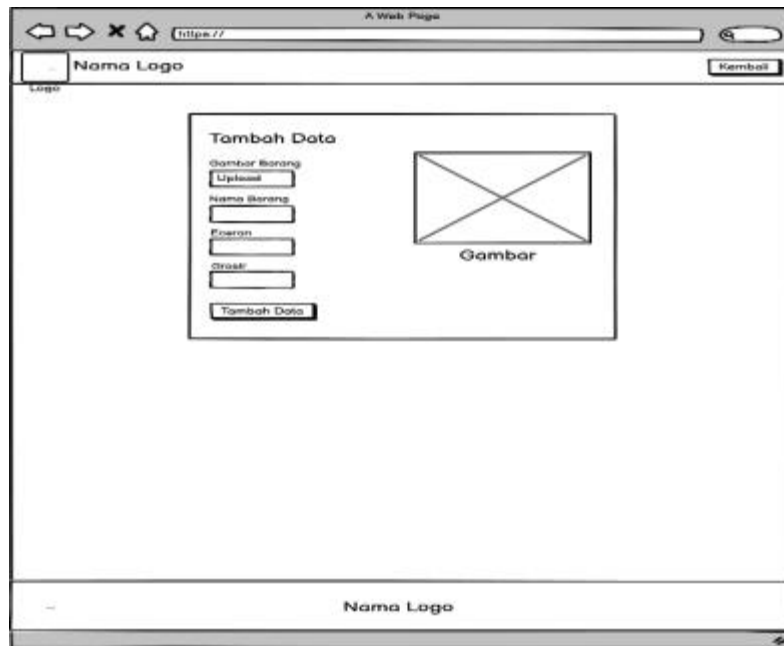 A Web Page
https://
Nama Logo
Kembali
Logo
Tambah Data
Gambar Barang
Upload
Nama Barang
Eceran
Grosir
Tambah Data
Gambar
Nama Logo